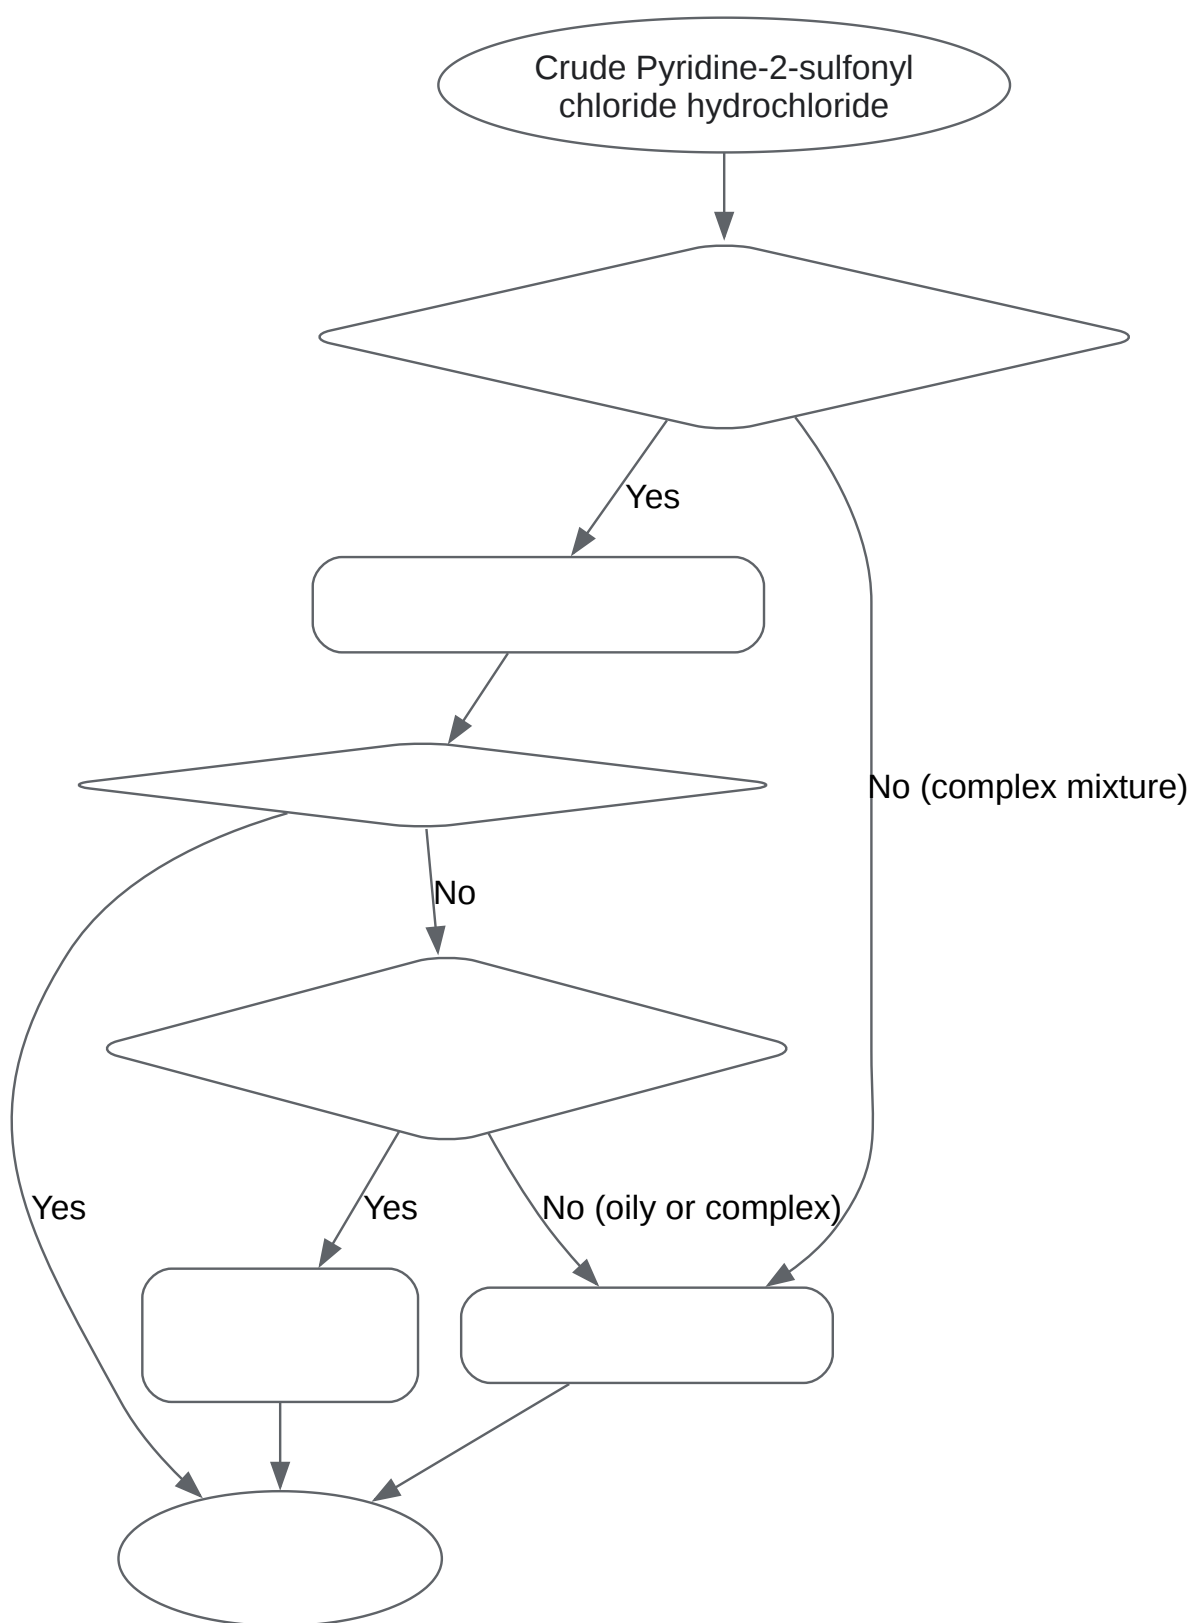 Crude Pyridine-2-sulfonyl
chloride hydrochloride
Yes
No (complex mixture)
No
Yes
Yes
No (oily or complex)